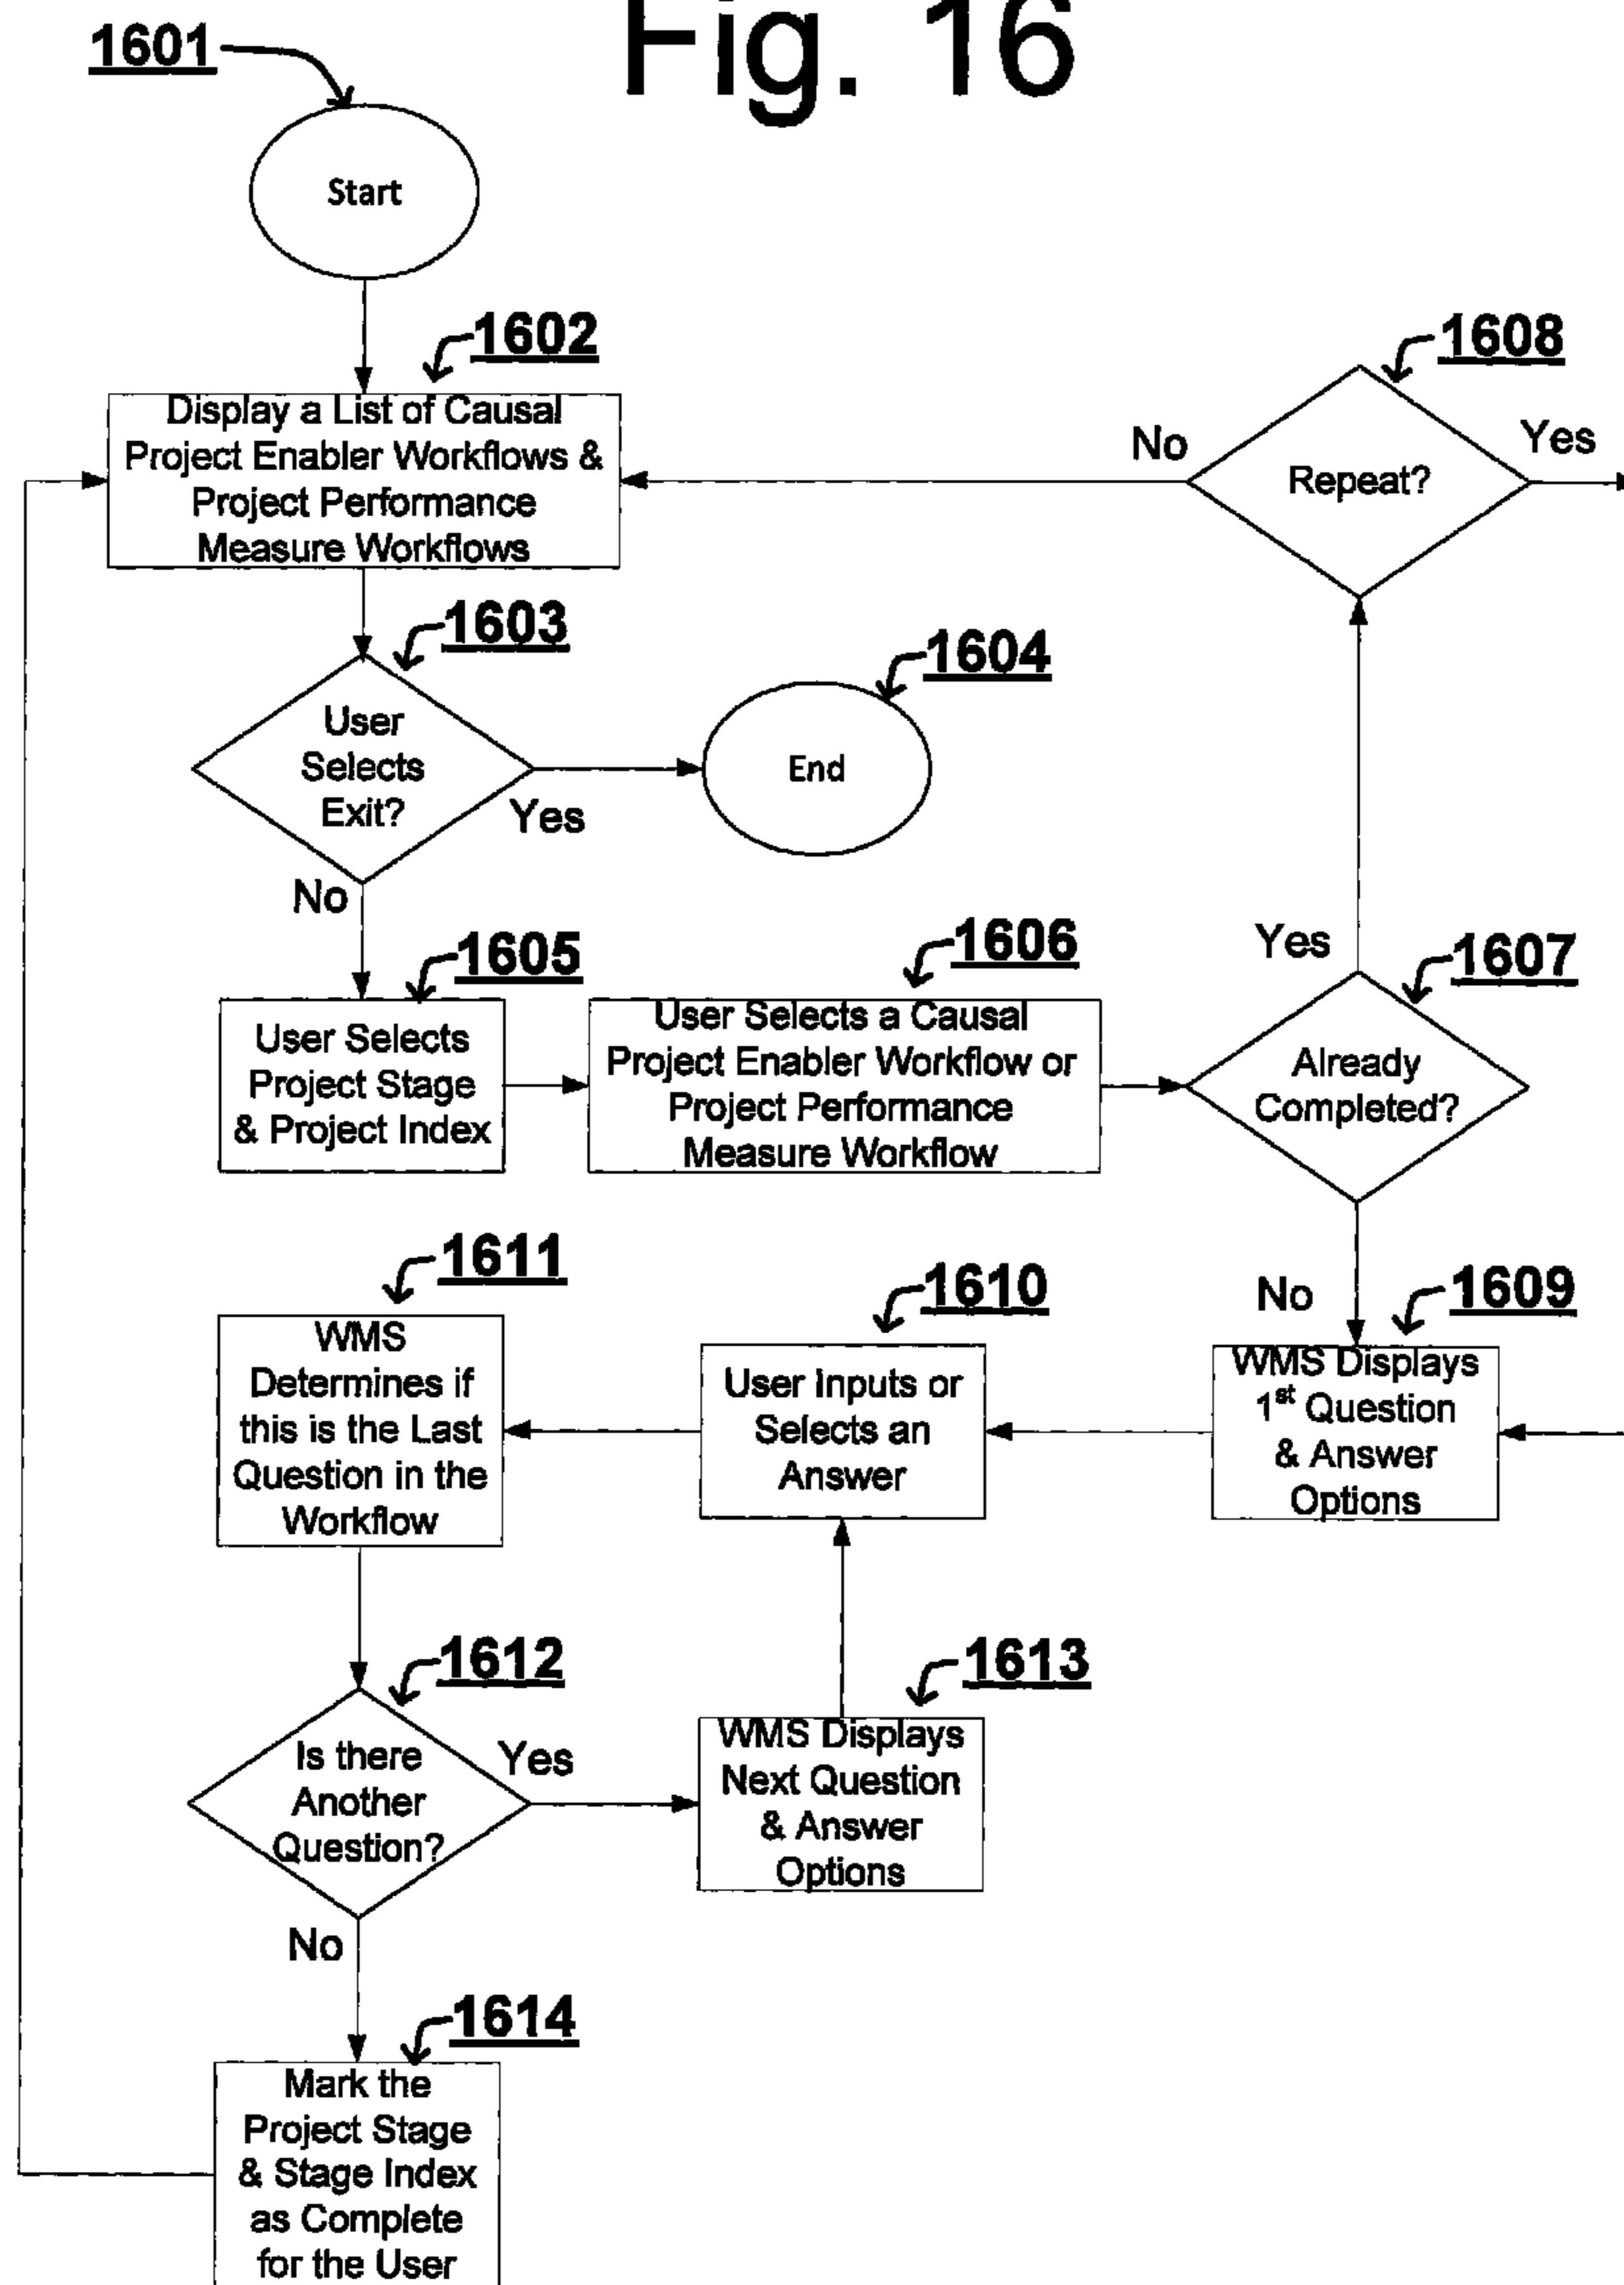 Fig. 16
1601
Start
1602
Display a List of Causal
Project Enabler Workflows &
Project Performance
Measure Workflows
1608
No
Repeat?
Yes
1603
User
Selects
Exit?
Yes
1604
End
No
1605
User Selects
Project Stage
& Project Index
1606
User Selects a Causal
Project Enabler Workflow or
Project Performance
Measure Workflow
Yes
1607
Already
Completed?
No
1609
WMS Displays
1st Question
& Answer
Options
1610
User Inputs or
Selects an
Answer
1611
WMS
Determines if
this is the Last
Question in the
Workflow
1612
Is there
Another
Question?
Yes
1613
WMS Displays
Next Question
& Answer
Options
No
1614
Mark the
Project Stage
& Stage Index
as Complete
for the User